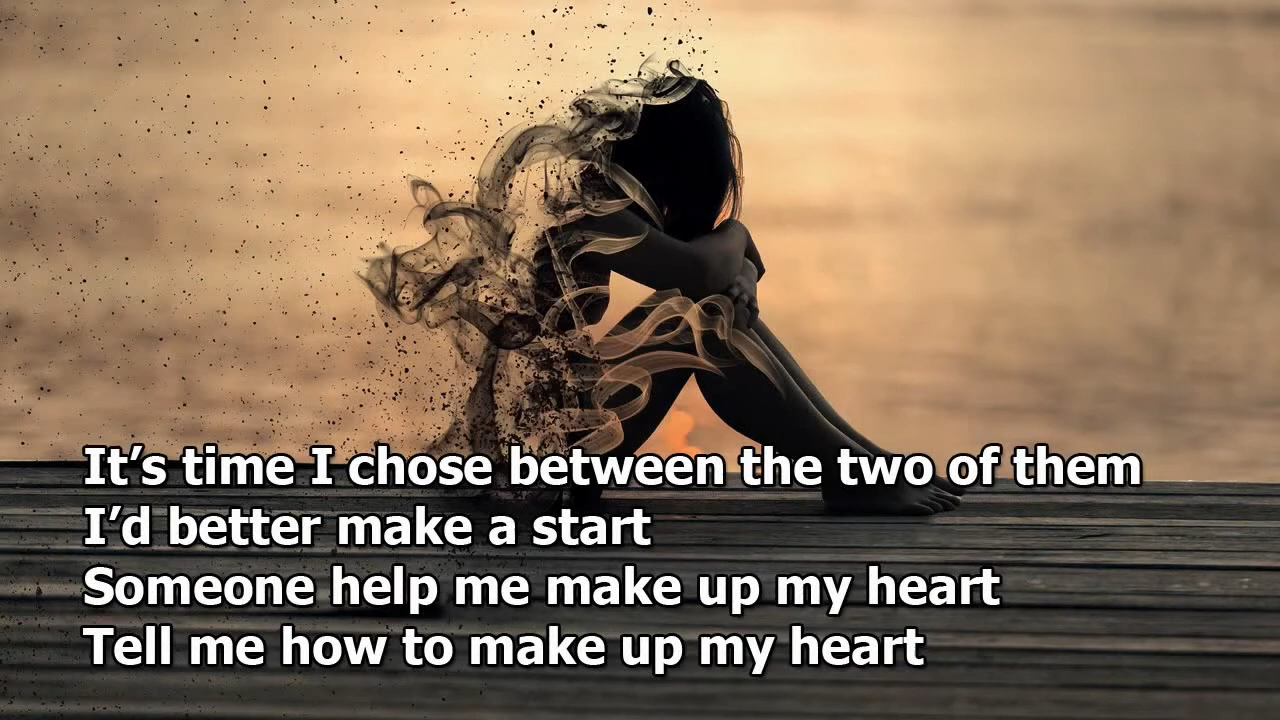 It’s time I chose between the two of them
I’d better make a start
Someone help me make up my heart
Tell me how to make up my heart